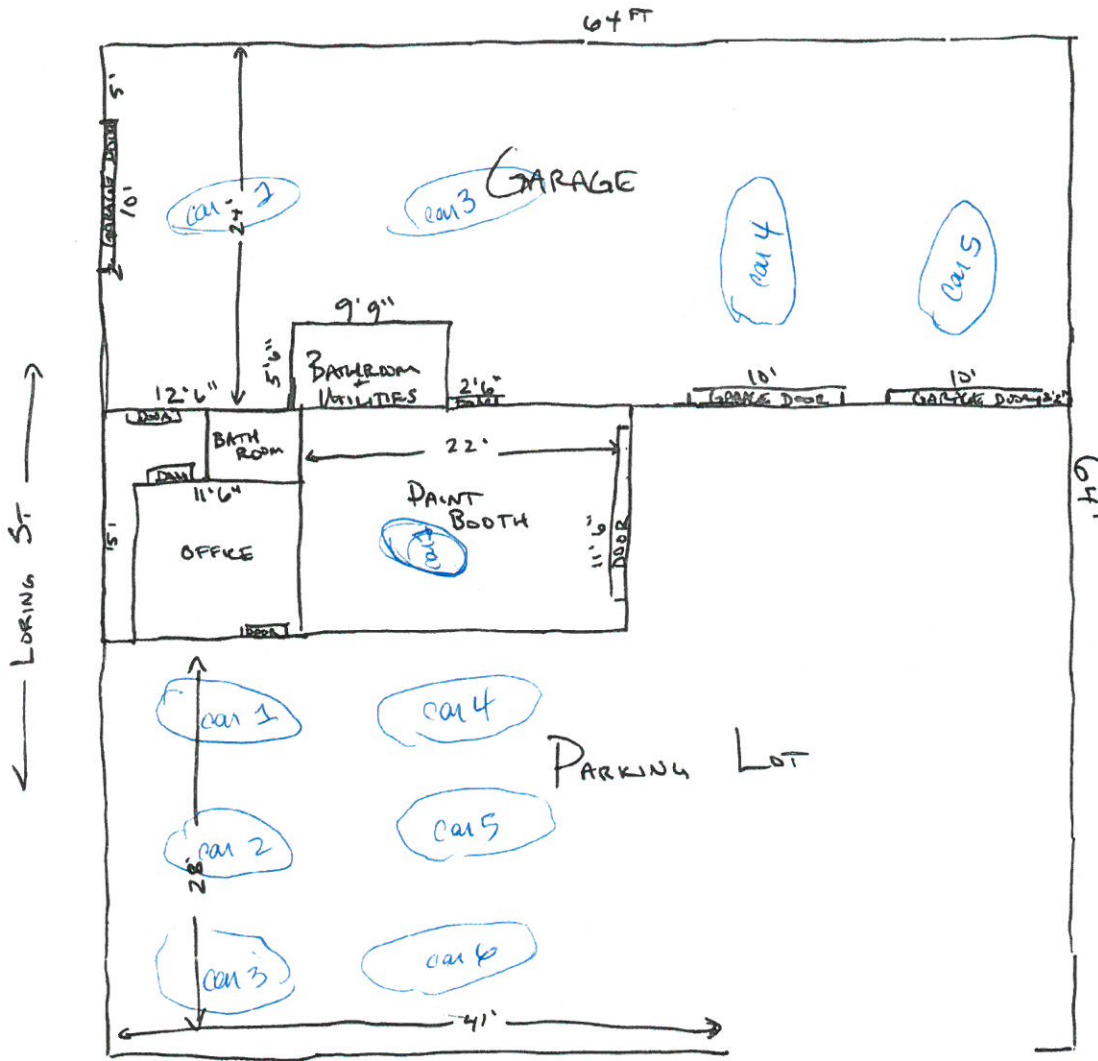 64 FT
5'
GARAGE DOOR
10'
24'
GARAGE
car 3
car 4
car 5
9'9"
5'6"
BATHROOM
+
UTILITIES
2'6"
12'6"
DOOR
10'
GARAGE DOOR
10'
GARAGE DOOR
BATH
ROOM
22'
64'
11'6"
PAINT
BOOTH
11'6"
DOOR
15'
OFFICE
DOOR
LORING ST
car 1
car 4
PARKING LOT
car 2
car 5
28'
car 3
car 6
41'